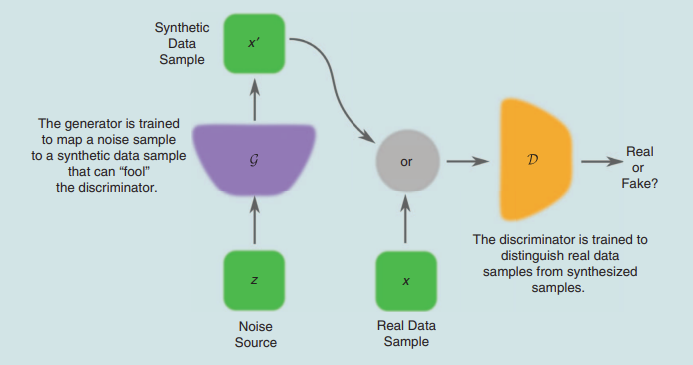 Synthetic
Data
Sample
x′
The generator is trained
to map a noise sample
to a synthetic data sample
that can “fool”
the discriminator.
G
or
D
Real
or
Fake?
The discriminator is trained to
distinguish real data
samples from synthesized
samples.
z
x
Noise
Source
Real Data
Sample